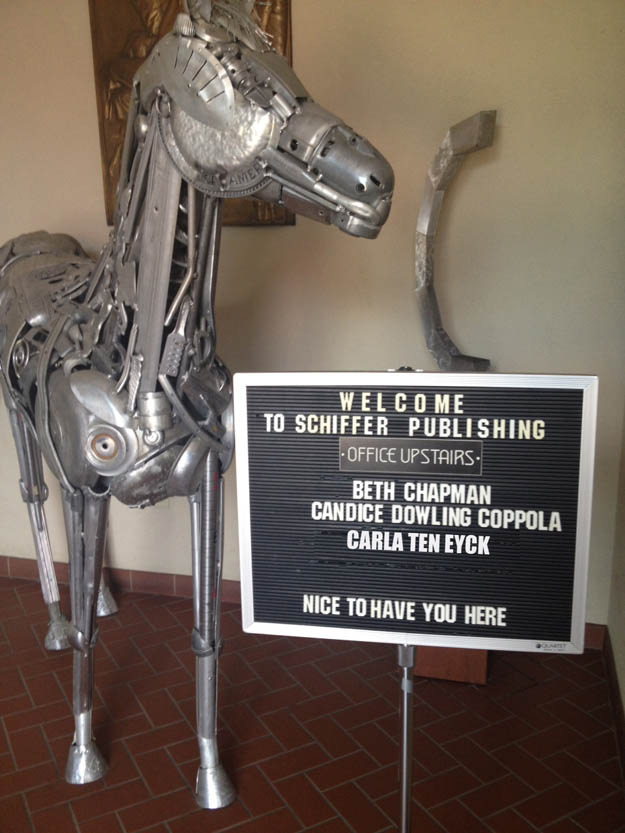 WELCOME
TO SCHIFFER PUBLISHING
·OFFICE UPSTAIRS·
BETH CHAPMAN
CANDICE DOWLING COPPOLA
CARLA TEN EYCK
NICE TO HAVE YOU HERE
QUARTET